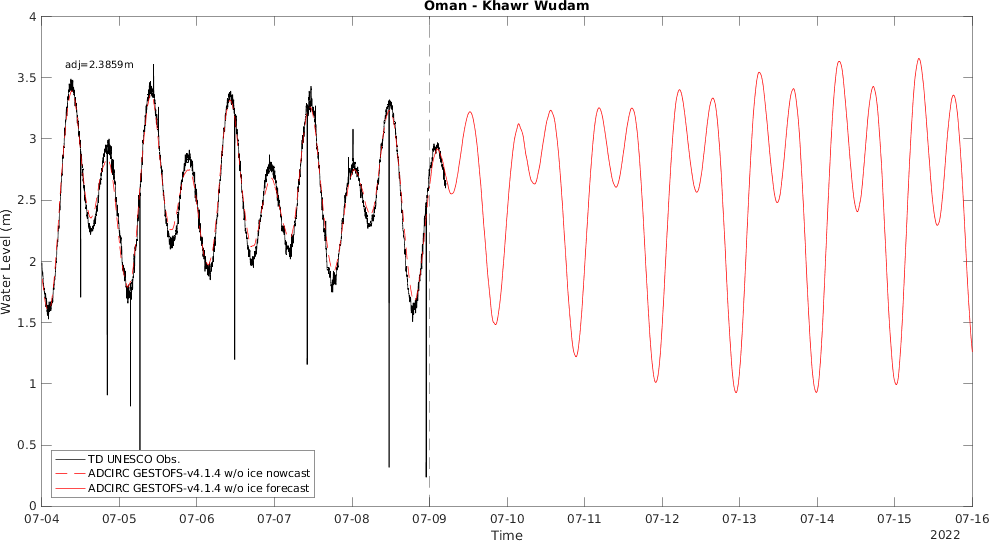 Oman - Khawr Wudam
adj=2.3859m
Water Level (m)
4
3.5
3
2.5
2
1.5
1
0.5
0
TD UNESCO Obs.
ADCIRC GESTOFS-v4.1.4 w/o ice nowcast
ADCIRC GESTOFS-v4.1.4 w/o ice forecast
07-04 07-05 07-06 07-07 07-08 07-09 07-10 07-11 07-12 07-13 07-14 07-15 07-16
Time
2022